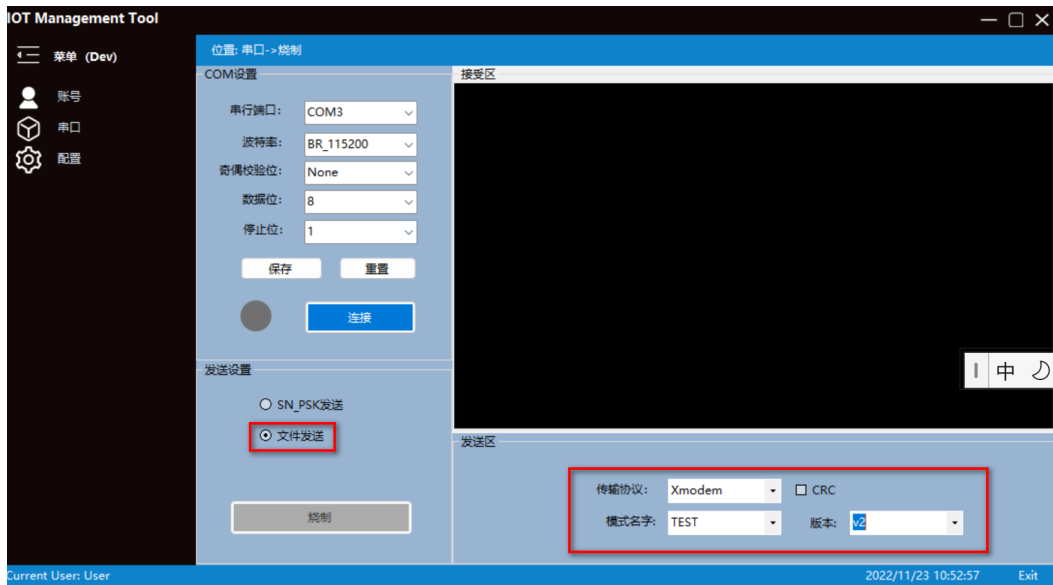 IOT Management Tool
菜单 (Dev)
账号
串口
配置
位置: 串口->烧制
COM设置
串行端口: COM3
波特率: BR_115200
奇偶校验位: None
数据位: 8
停止位: 1
保存 重置
连接
发送设置
SN_PSK发送
文件发送
烧制
接受区
中
发送区
传输协议: Xmodem CRC
模式名字: TEST 版本: v2
Current User: User 2022/11/23 10:52:57 Exit